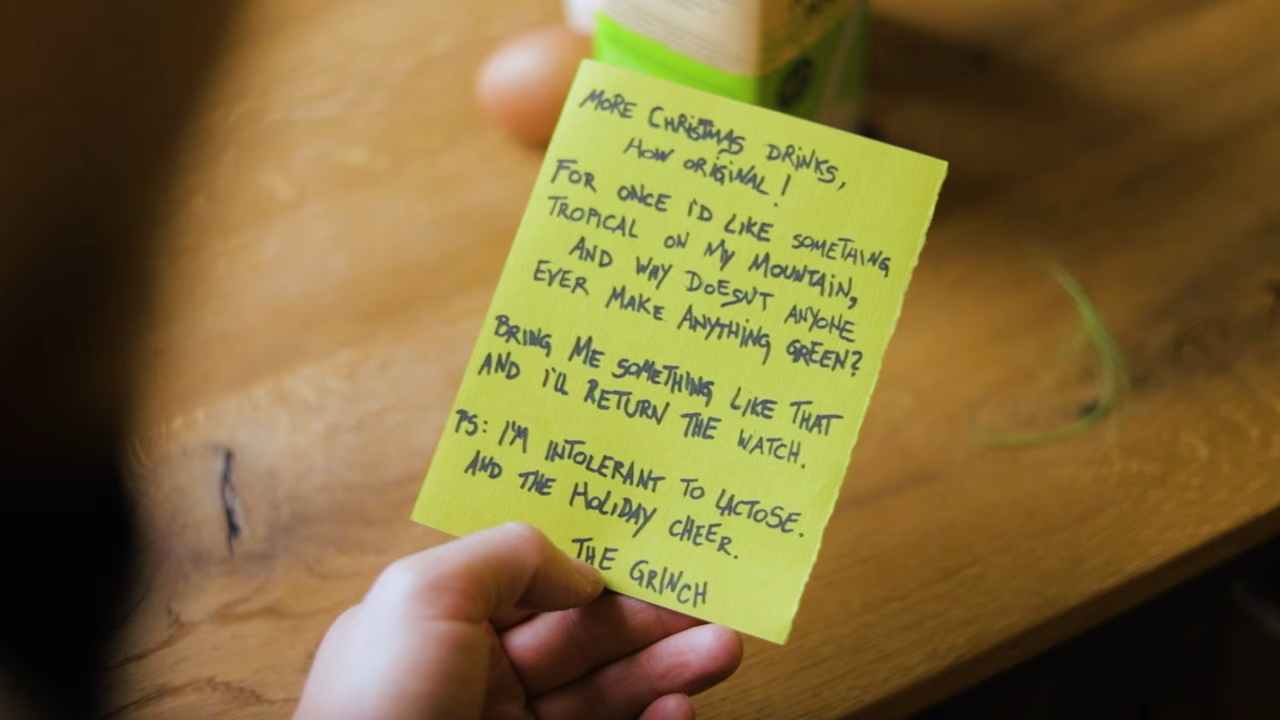 MORE CHRISTMAS DRINKS,
HOW ORIGINAL!
FOR ONCE I'D LIKE SOMETHING
TROPICAL ON MY MOUNTAIN,
AND WHY DOESN'T ANYONE
EVER MAKE ANYTHING GREEN?
BRING ME SOMETHING LIKE THAT
AND I'LL RETURN THE WATCH.
PS: I'M INTOLERANT TO LACTOSE.
AND THE HOLIDAY CHEER.
THE GRINCH